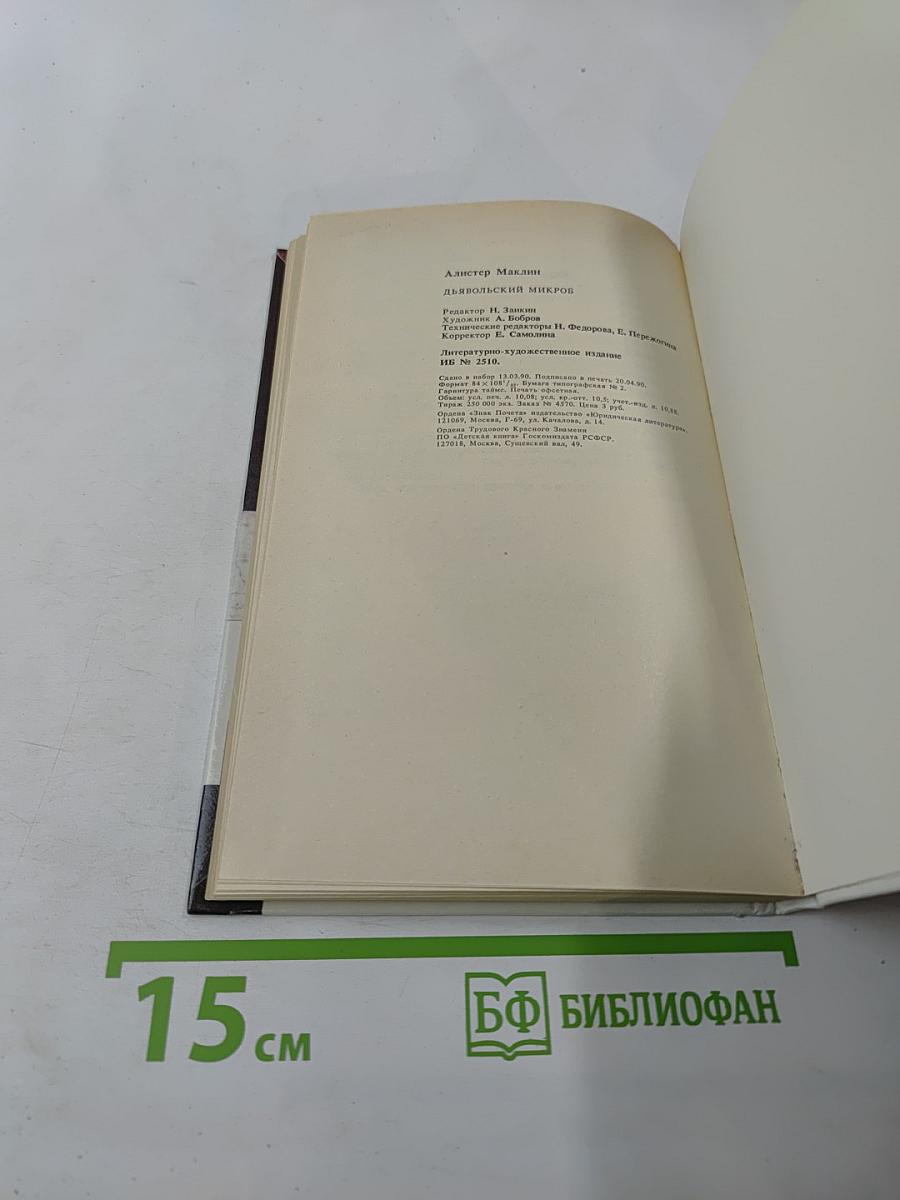 Алистер Маклин
ДЬЯВОЛЬСКИЙ МИКРОБ
Редактор Н. Заикин
Художник А. Бобров
Технические редакторы Н. Федорова, Е. Пережогина
Корректор Е. Самолина
Литературно-художественное издание
ИБ № 2510.
Сдано в набор 13.03.90. Подписано в печать 20.04.90.
Формат 84×108¹/₃₂. Бумага типографская № 2.
Гарнитура таймс. Печать офсетная.
Объем: усл. печ. л. 10,08; усл. кр.-отт. 10,5; учет.-изд. л. 10,88.
Тираж 250 000 экз. Заказ № 4570. Цена 3 руб.
Ордена «Знак Почета» издательство «Юридическая литература».
121069, Москва, Г-69, ул. Качалова, д. 14.
Ордена Трудового Красного Знамени
ПО «Детская книга» Госкомиздата РСФСР.
127018, Москва, Сущевский вал, 49.
15 см
БФ БИБЛИОФАН